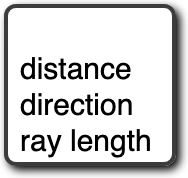 distance
direction
ray length